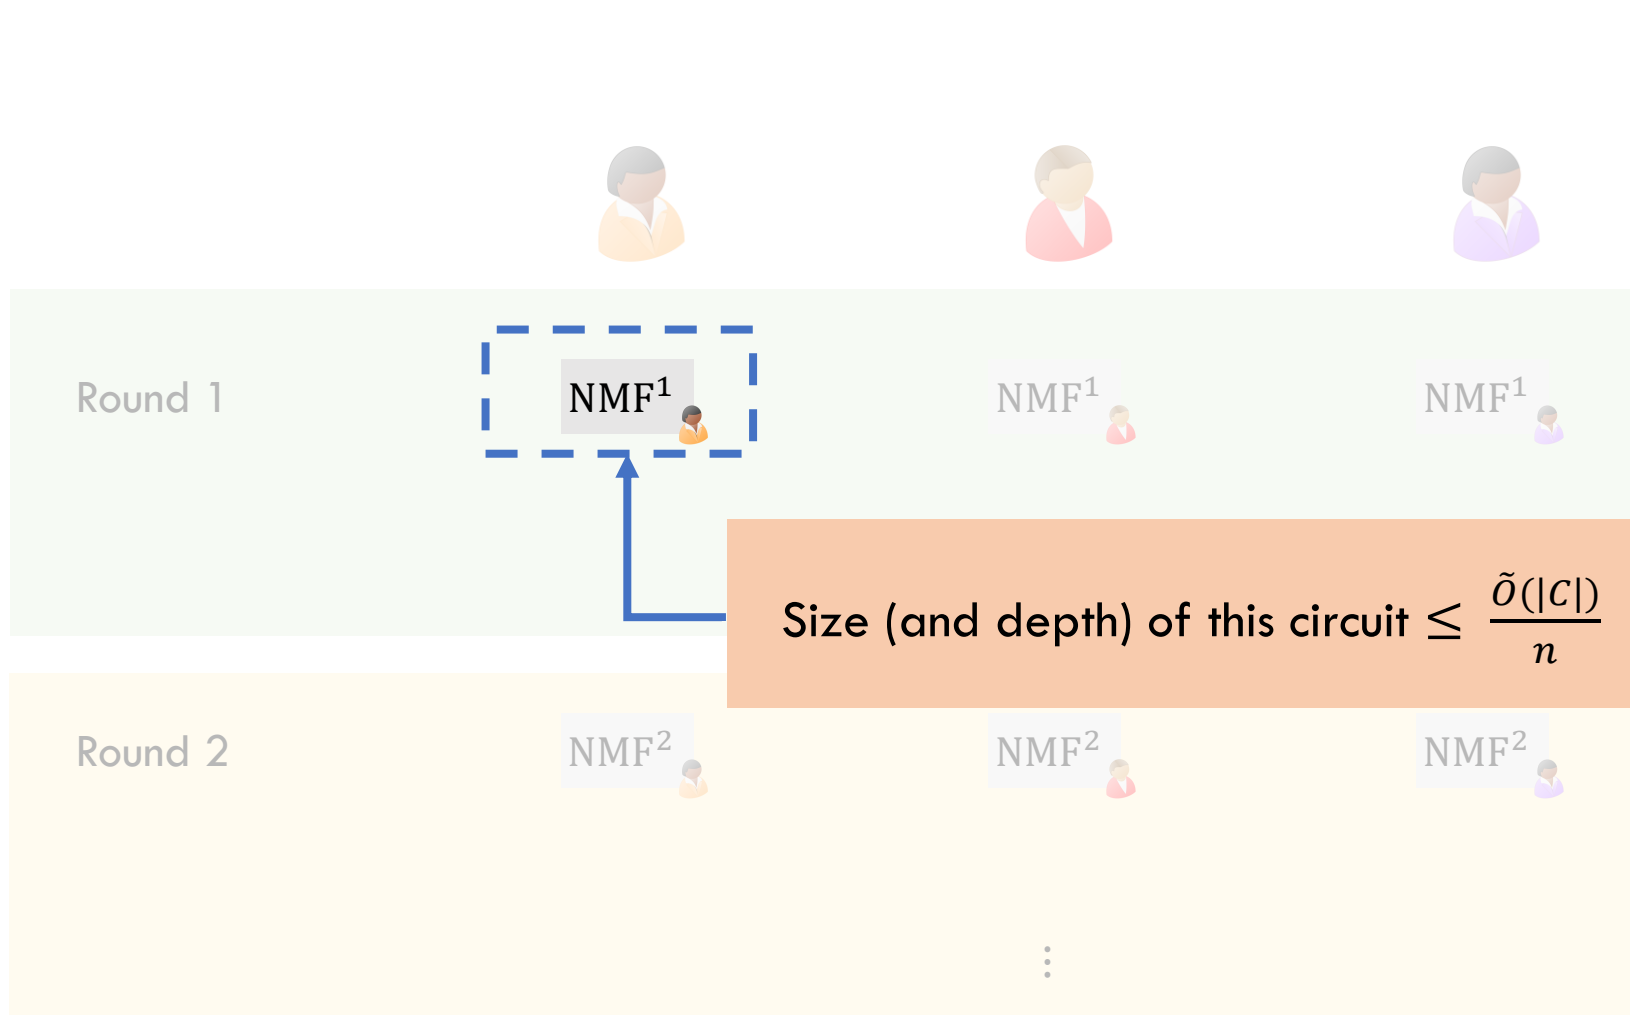 Round 1 NMF¹ NMF¹ NMF¹
Size (and depth) of this circuit ≤ Õ(|C|)/n
Round 2 NMF² NMF² NMF²
⋮